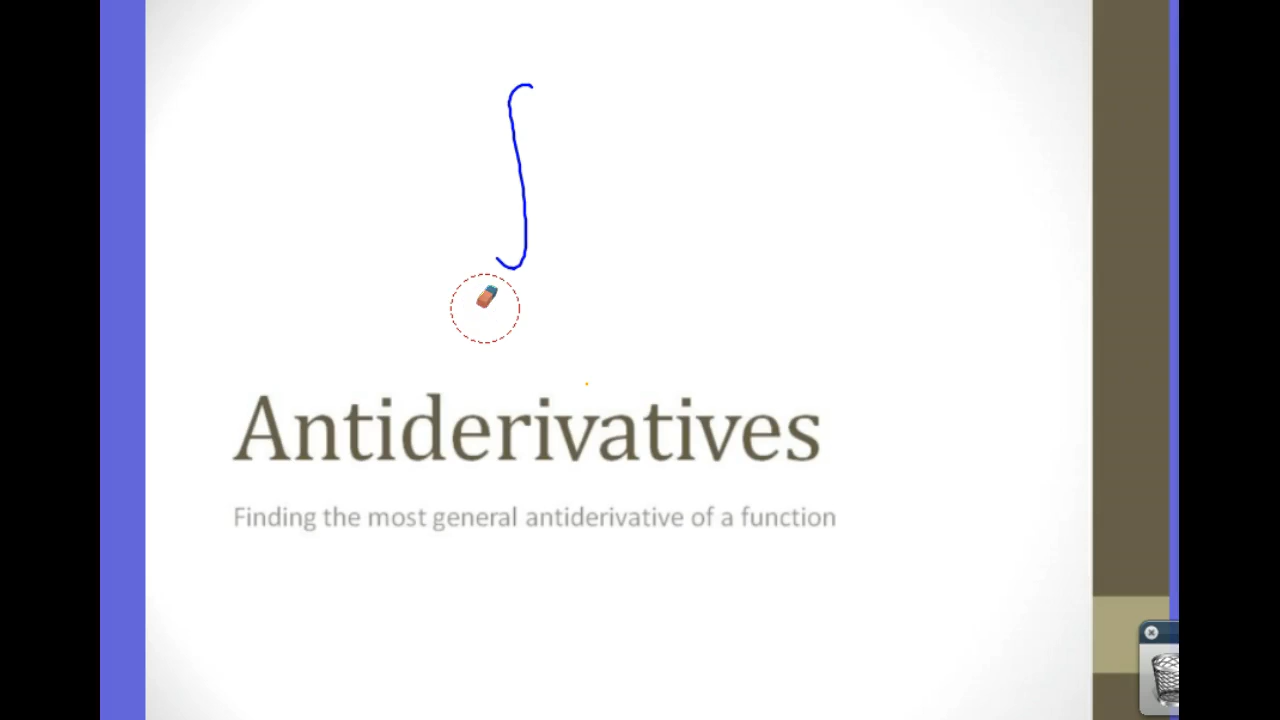 ∫
Antiderivatives
Finding the most general antiderivative of a function